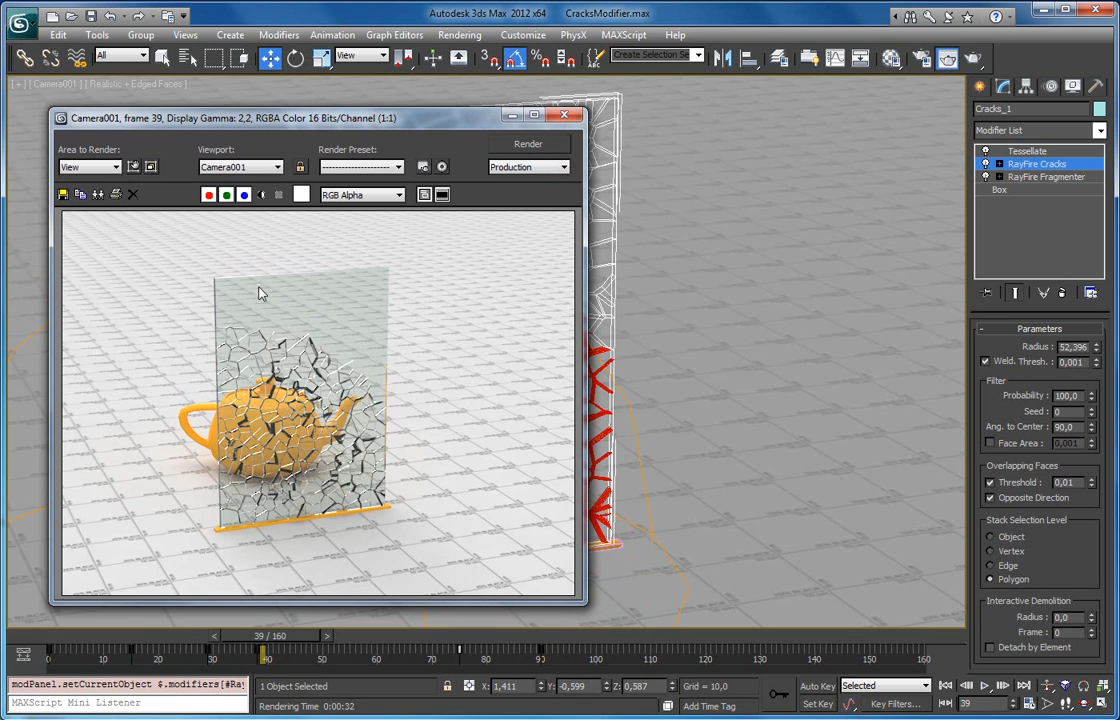 Autodesk 3ds Max 2012 x64 CracksModifier.max
Edit Tools Group Views Create Modifiers Animation Graph Editors Rendering Customize PhysX MAXScript Help
All View Create Selection Se
[ + ] [ Camera001 ] [ Realistic + Edged Faces ]
Camera001, frame 39, Display Gamma: 2,2, RGBA Color 16 Bits/Channel (1:1)
Area to Render:
View
Viewport:
Camera001
Render Preset:
Render
Production
RGB Alpha
Cracks_1
Modifier List
Tessellate
RayFire Cracks
RayFire Fragmenter
Box
Parameters
Radius : 52,396
Weld. Thresh. : 0,001
Filter
Probability : 100,0
Seed : 0
Ang. to Center : 90,0
Face Area : 0,001
Overlapping Faces
Threshold : 0,01
Opposite Direction
Stack Selection Level
Object
Vertex
Edge
Polygon
Interactive Demolition
Radius : 0,0
Frame : 0
Detach by Element
< 39 / 160 >
0 10 20 30 40 50 60 70 80 90 100 110 120 130 140 150 160
modPanel.setCurrentObject $.modifiers[#Ray
MAXScript Mini Listener
1 Object Selected
X: 1,411 Y: -0,599 Z: 0,587 Grid = 10,0
Rendering Time 0:00:32
Add Time Tag
Auto Key Selected
Set Key Key Filters...
39